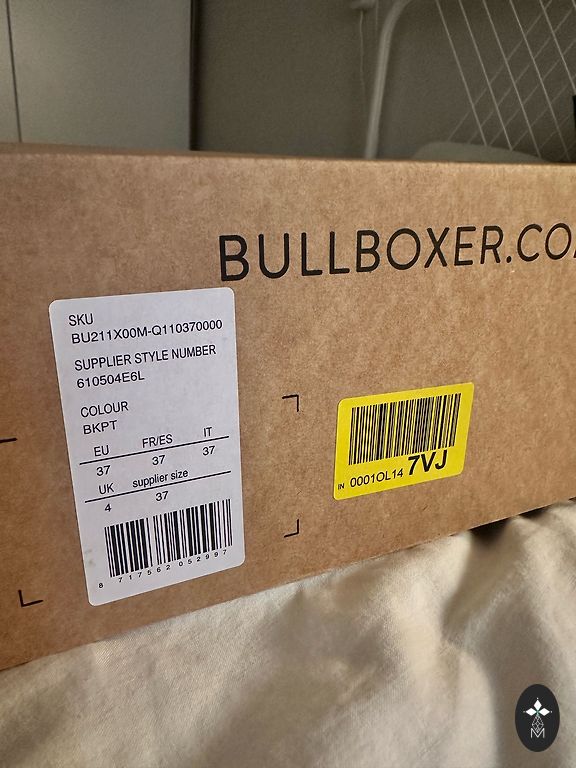 BULLBOXER.CO
SKU
BU211X00M-Q110370000
SUPPLIER STYLE NUMBER
610504E6L
COLOUR
BKPT
EU FR/ES IT
37 37 37
UK supplier size
4 37
8 717562 052997
IN 0001OL14 7VJ
M